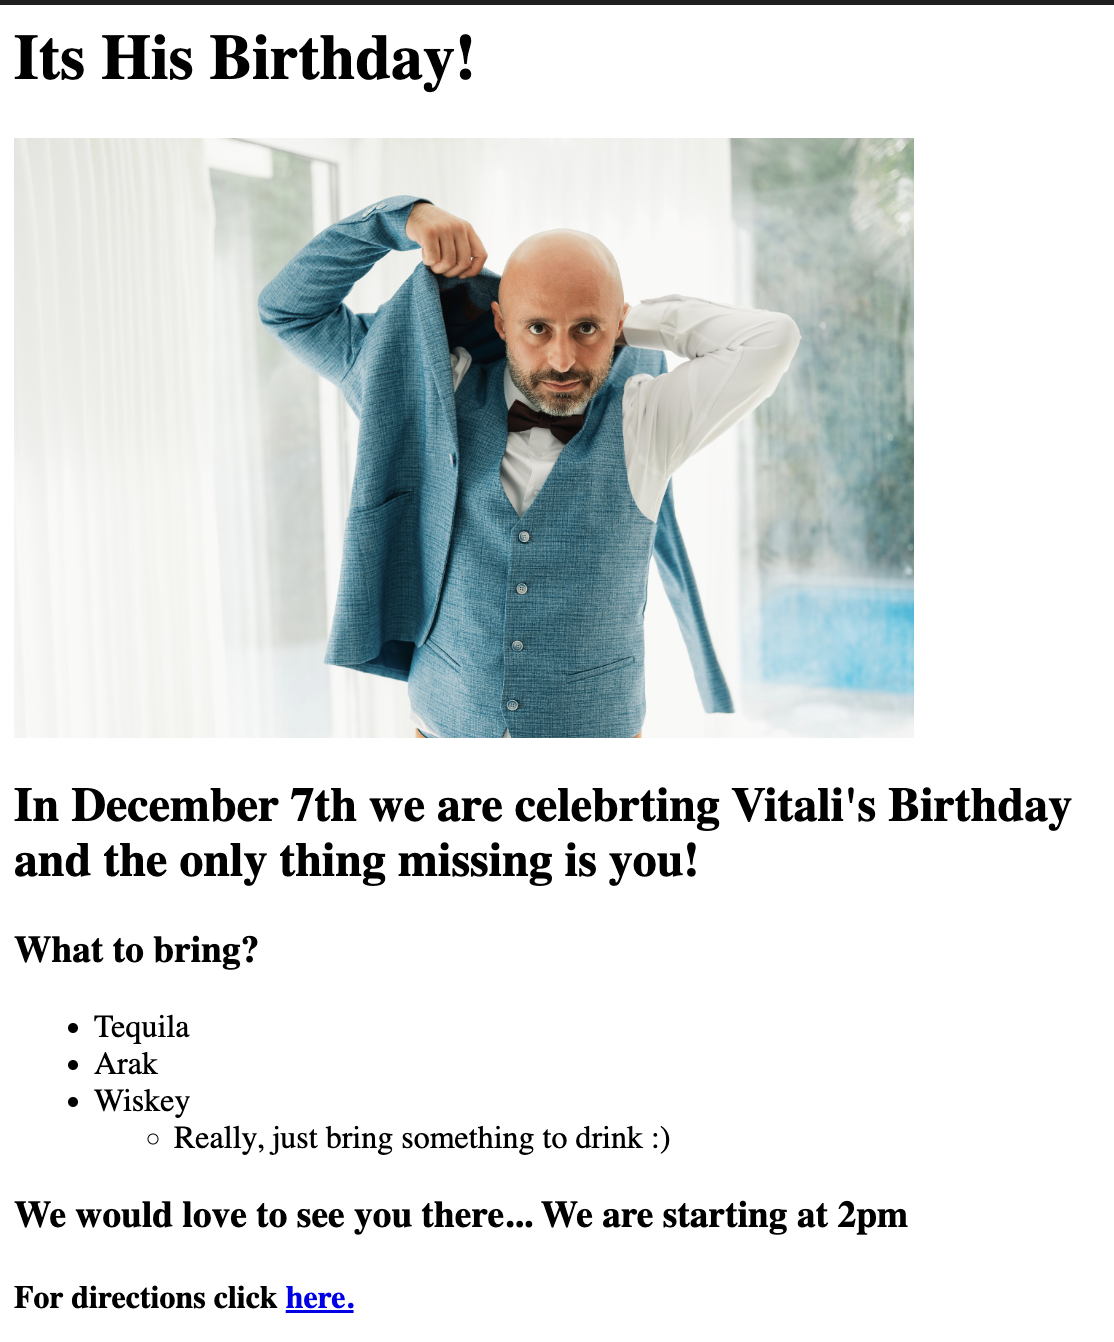 Its His Birthday!
In December 7th we are celebrting Vitali's Birthday
and the only thing missing is you!
What to bring?
Tequila
Arak
Wiskey
Really, just bring something to drink :)
We would love to see you there... We are starting at 2pm
For directions click here.